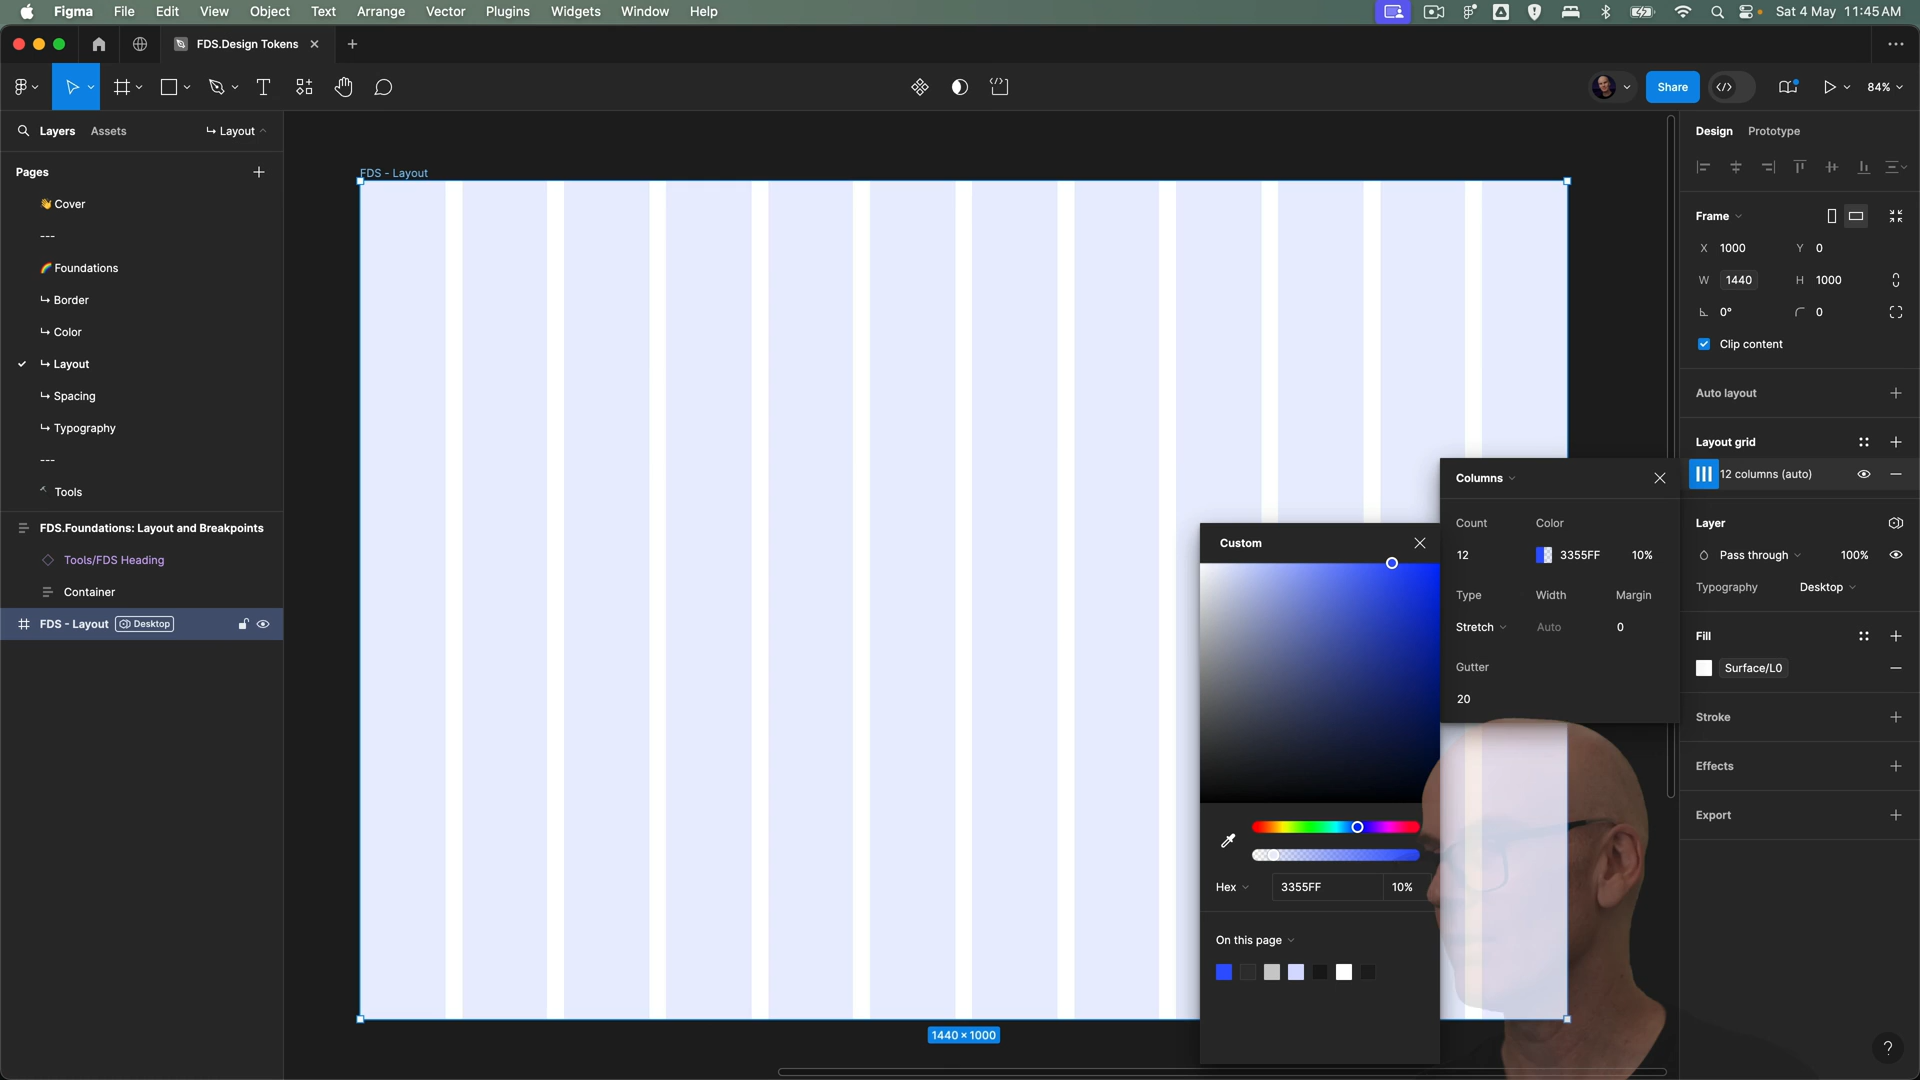 Figma File Edit View Object Text Arrange Vector Plugins Widgets Window Help Sat 4 May 11:45 AM
FDS.Design Tokens
Share 84%
Layers Assets ↳ Layout
Design Prototype
Pages
👋 Cover
---
🌈 Foundations
↳ Border
↳ Color
↳ Layout
↳ Spacing
↳ Typography
---
Tools
FDS.Foundations: Layout and Breakpoints
Tools/FDS Heading
Container
FDS - Layout Desktop
FDS - Layout
1440 × 1000
Custom
Hex 3355FF 10%
On this page
Columns
Count Color
12 3355FF 10%
Type Width Margin
Stretch Auto 0
Gutter
20
Frame
X 1000 Y 0
W 1440 H 1000
0° 0
Clip content
Auto layout
Layout grid
12 columns (auto)
Layer
Pass through 100%
Typography Desktop
Fill
Surface/L0
Stroke
Effects
Export
?